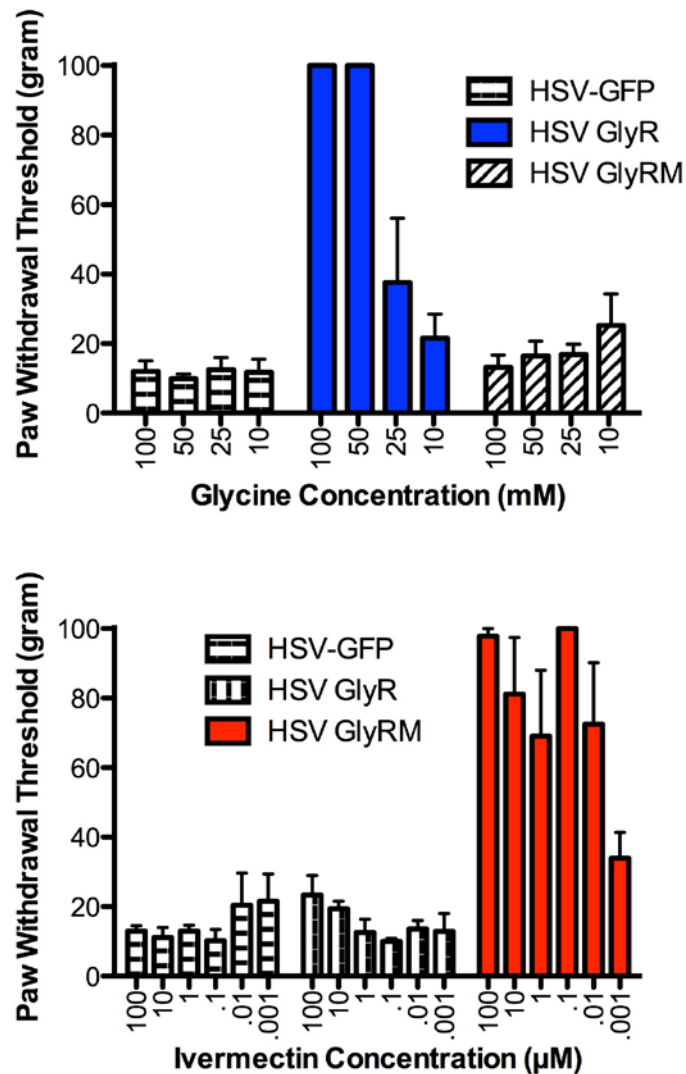 Paw Withdrawal Threshold (gram)
100
80
60
40
20
0
HSV-GFP
HSV GlyR
HSV GlyRM
100 50 25 10 100 50 25 10 100 50 25 10
Glycine Concentration (mM)
Paw Withdrawal Threshold (gram)
100
80
60
40
20
0
HSV-GFP
HSV GlyR
HSV GlyRM
100 10 1 .1 .01 .001 100 10 1 .1 .01 .001 100 10 1 .1 .01 .001
Ivermectin Concentration (µM)